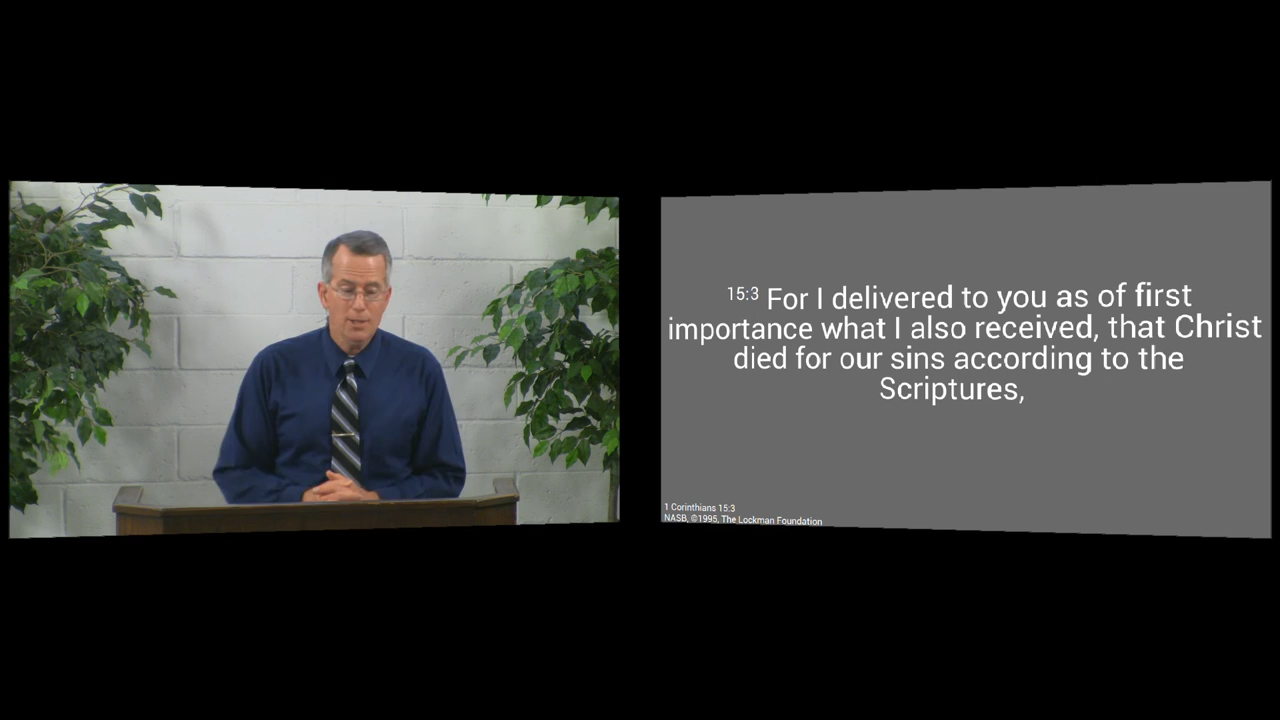 15:3 For I delivered to you as of first
importance what I also received, that Christ
died for our sins according to the
Scriptures,
1 Corinthians 15:3
NASB, ©1995, The Lockman Foundation